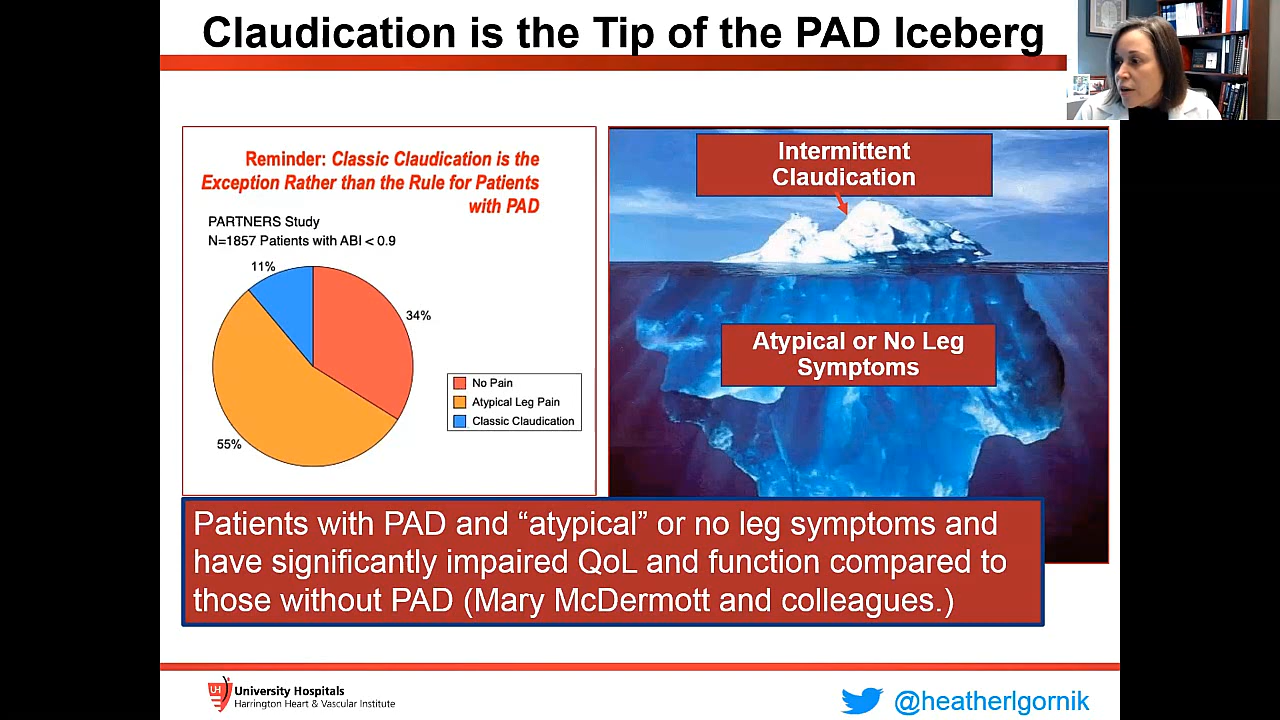 Claudication is the Tip of the PAD Iceberg
Reminder: Classic Claudication is the
Exception Rather than the Rule for Patients
with PAD
PARTNERS Study
N=1857 Patients with ABI < 0.9
11%
34%
55%
No Pain
Atypical Leg Pain
Classic Claudication
Intermittent
Claudication
Atypical or No Leg
Symptoms
Patients with PAD and “atypical” or no leg symptoms and
have significantly impaired QoL and function compared to
those without PAD (Mary McDermott and colleagues.)
UH
University Hospitals
Harrington Heart & Vascular Institute
@heatherlgornik